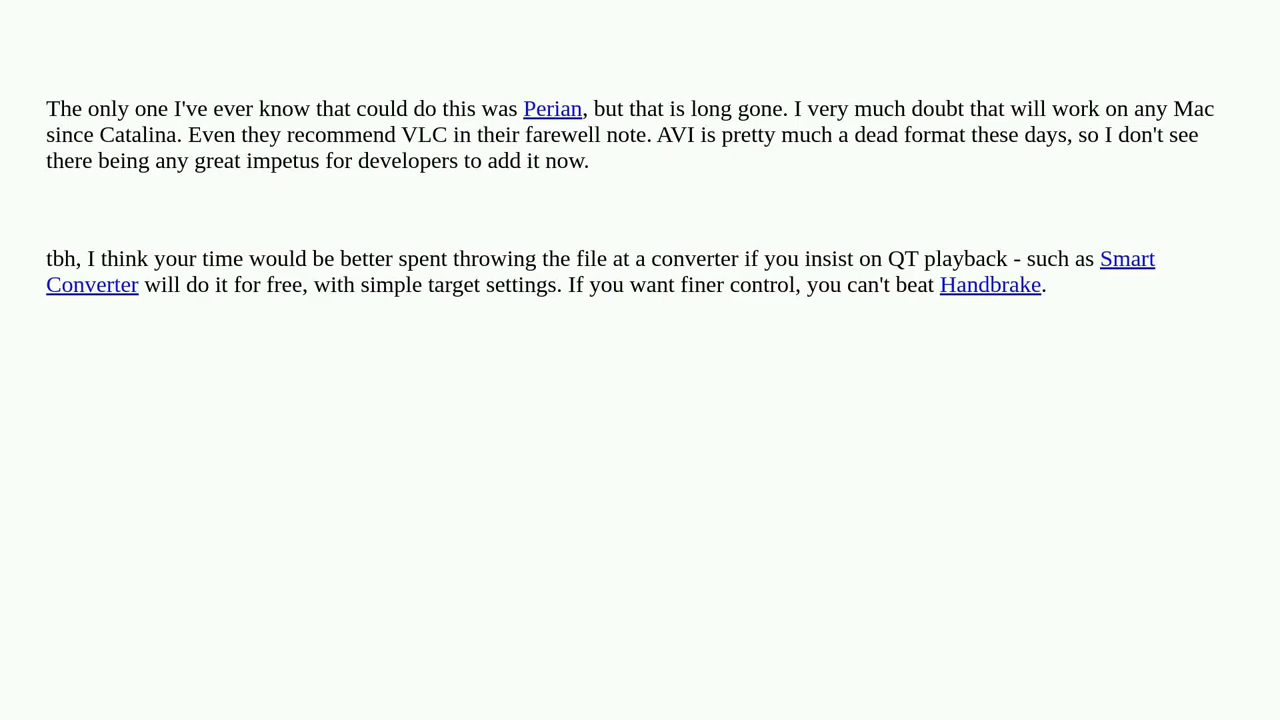 The only one I've ever know that could do this was Perian, but that is long gone. I very much doubt that will work on any Mac
since Catalina. Even they recommend VLC in their farewell note. AVI is pretty much a dead format these days, so I don't see
there being any great impetus for developers to add it now.
tbh, I think your time would be better spent throwing the file at a converter if you insist on QT playback - such as Smart
Converter will do it for free, with simple target settings. If you want finer control, you can't beat Handbrake.